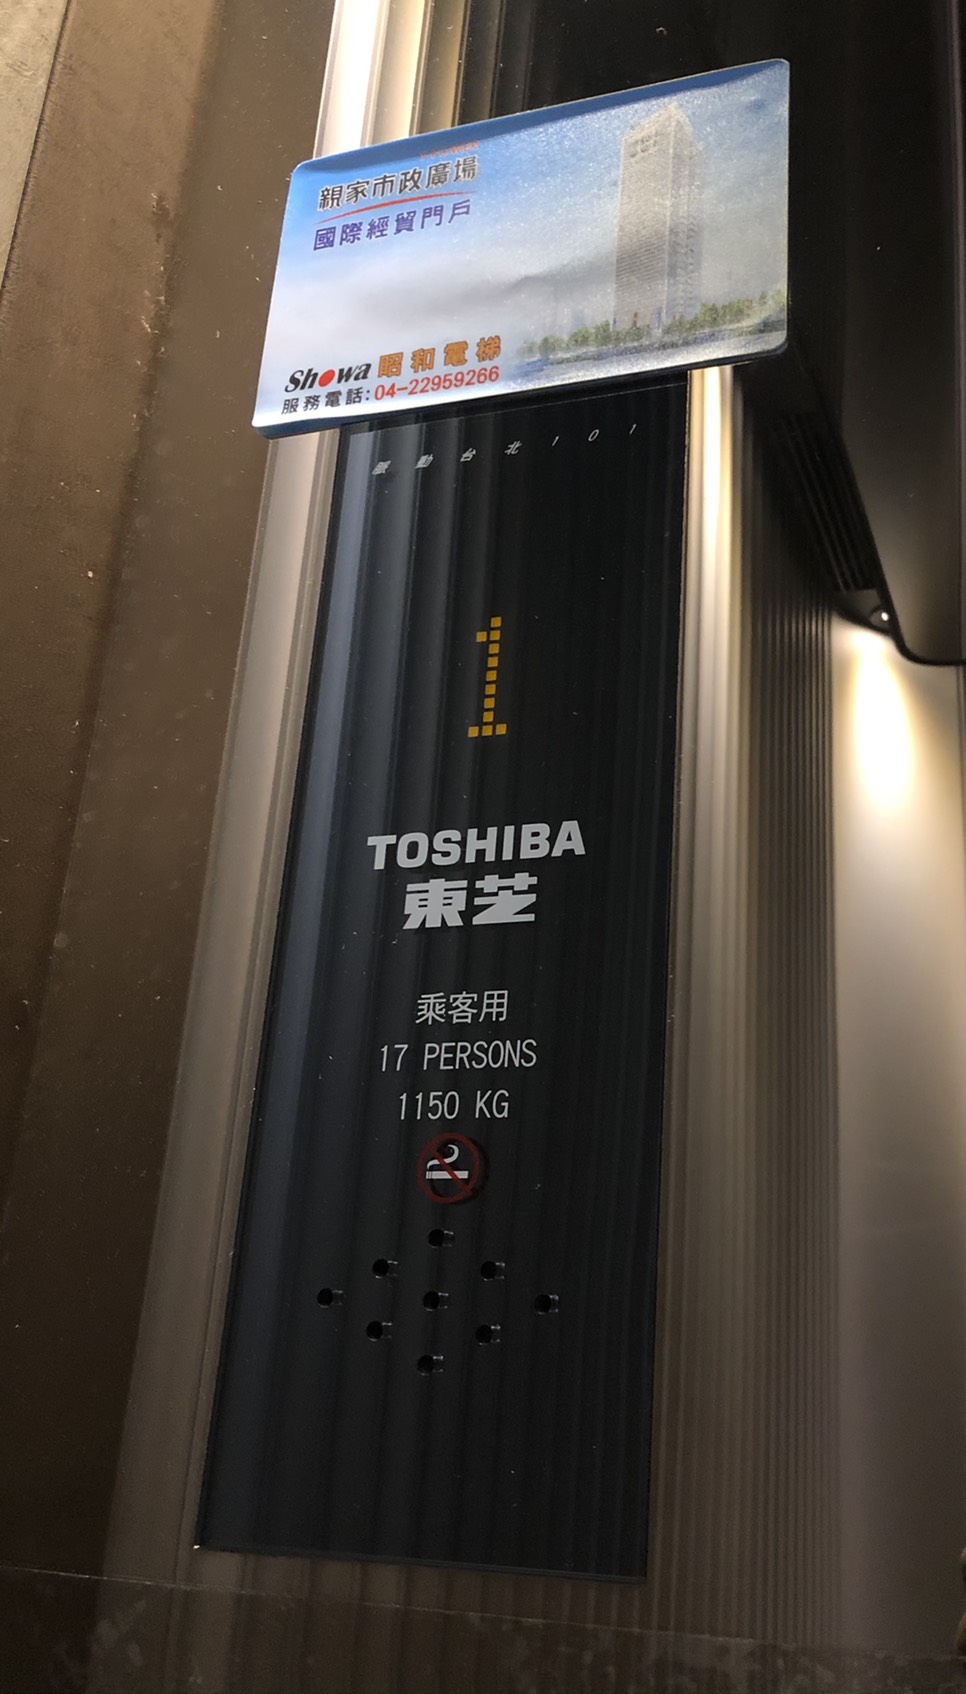 親家市政廣場
國際經貿門戶
Showa 昭和電梯
服務電話:04-22959266
動台北101
1
TOSHIBA
東芝
乘客用
17 PERSONS
1150 KG